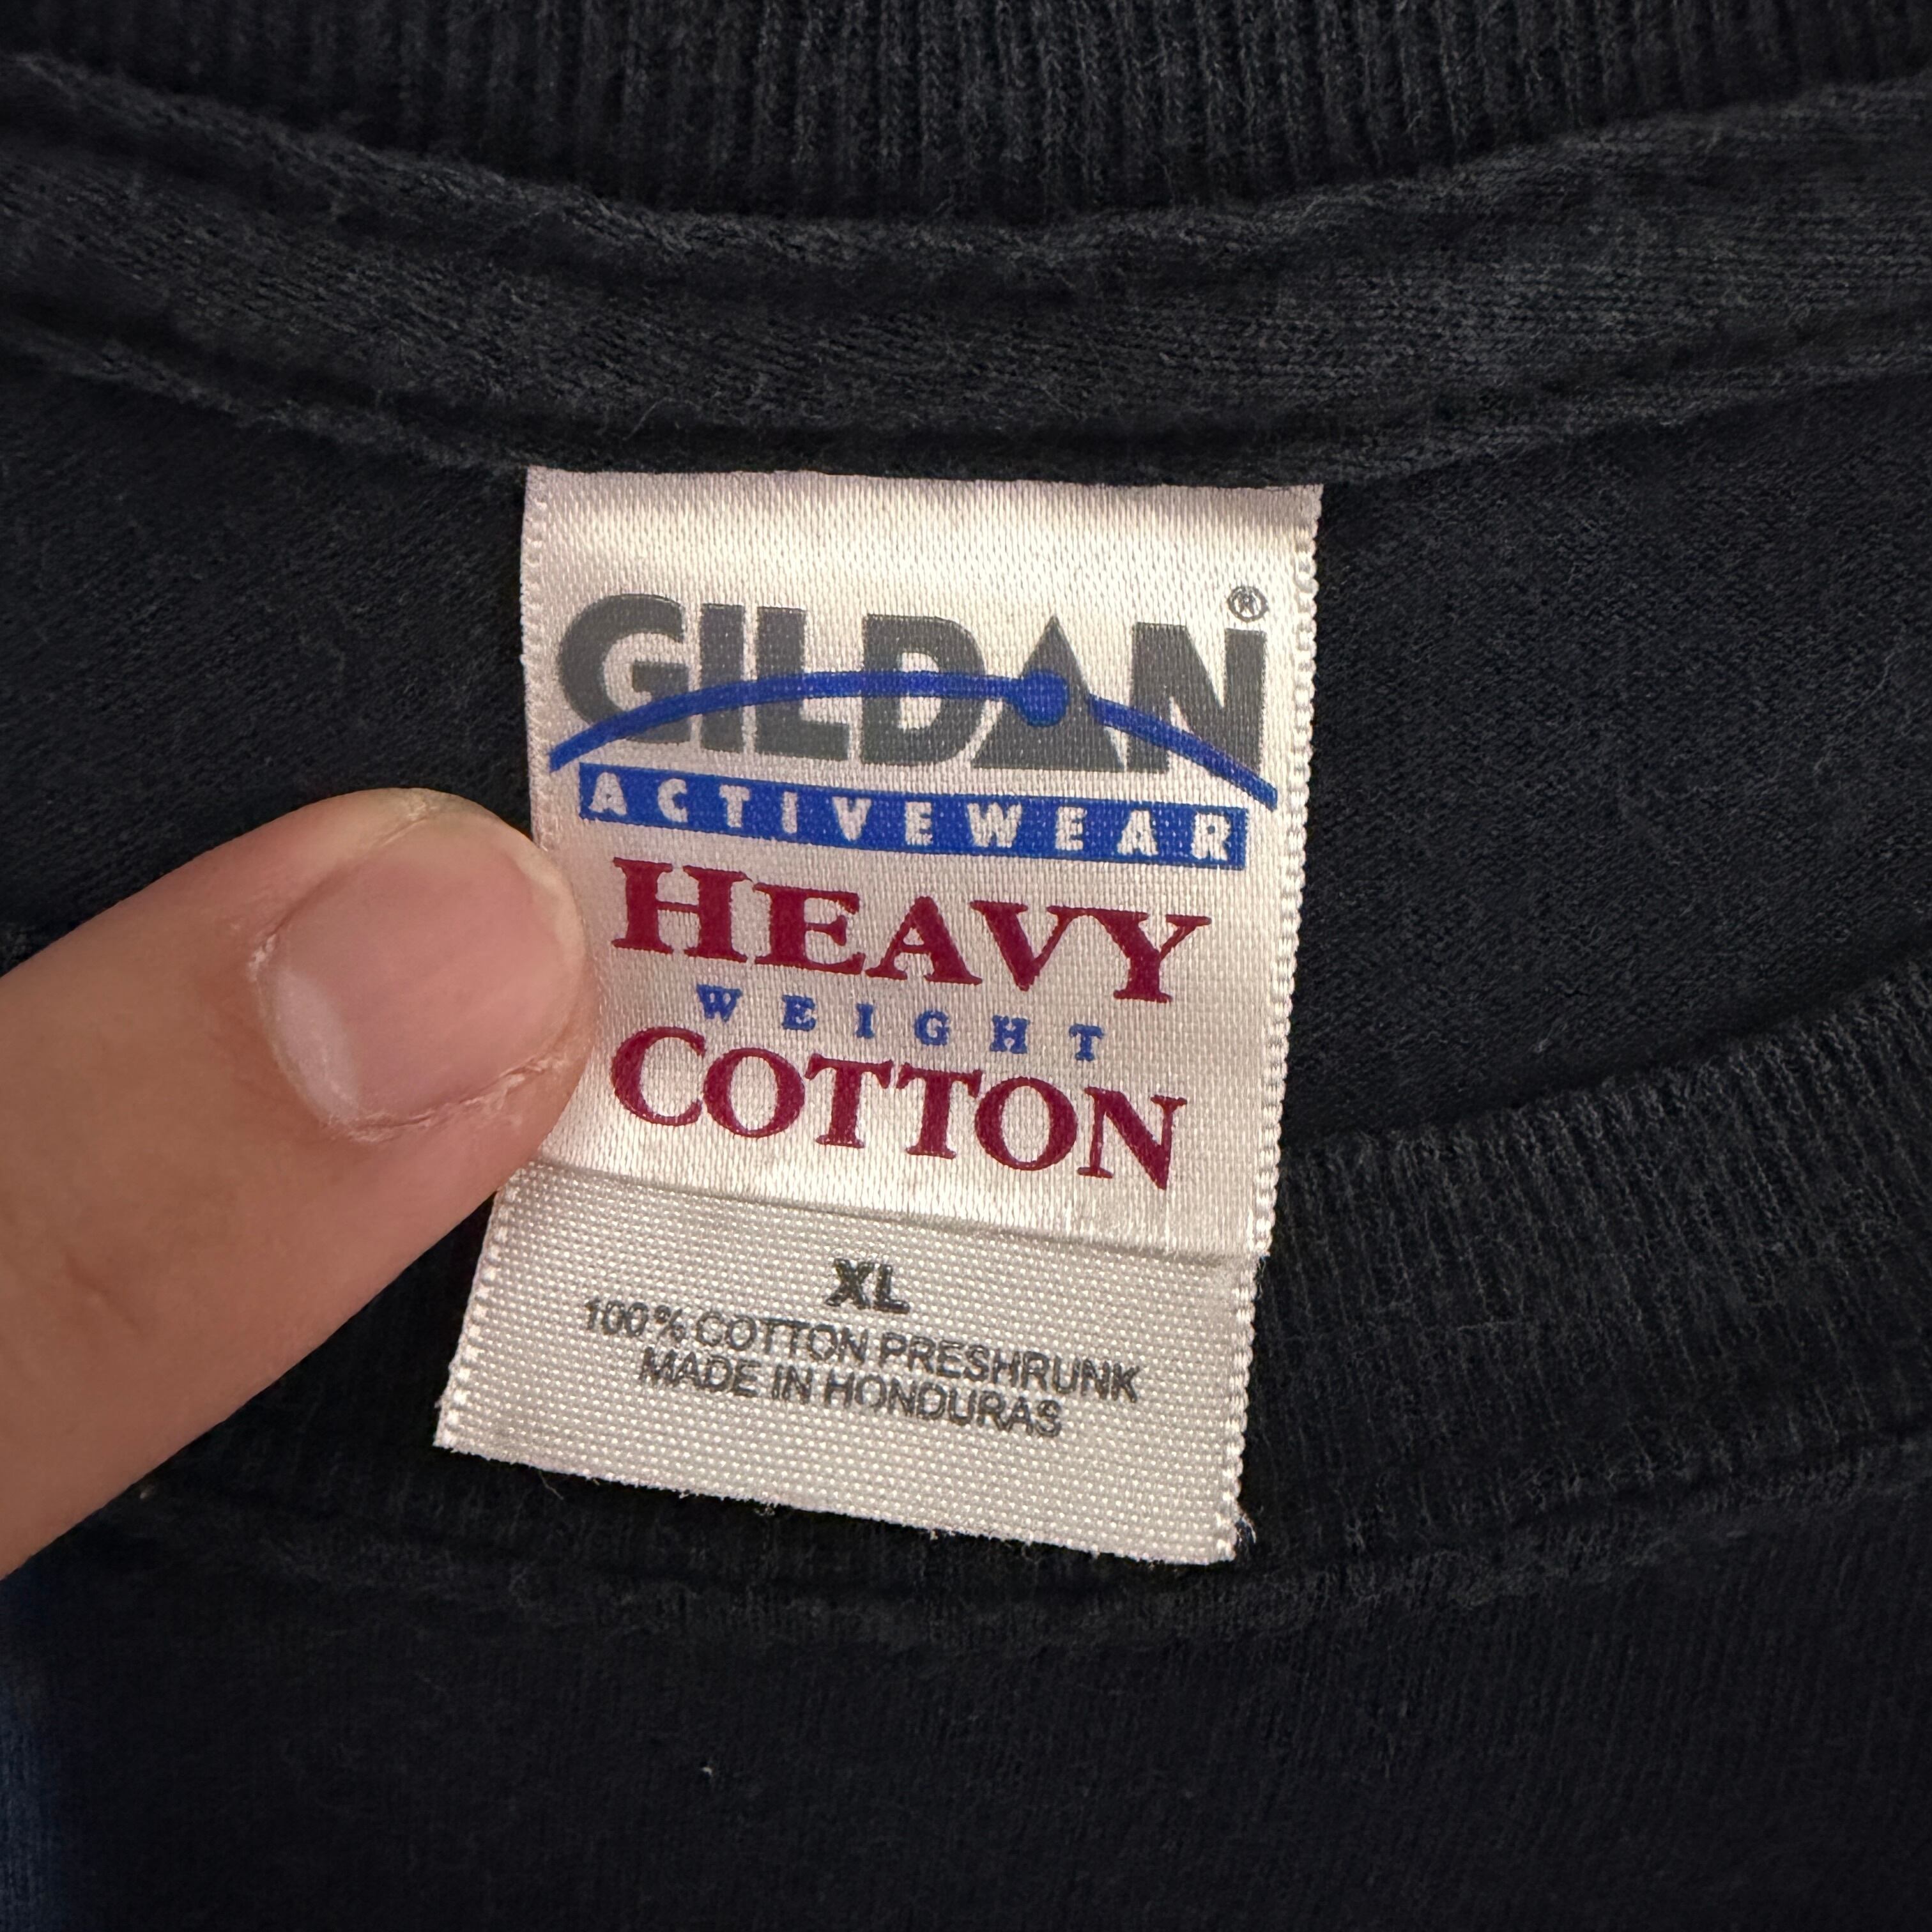 GILDAN®
ACTIVEWEAR
HEAVY
WEIGHT
COTTON
XL
100% COTTON PRESHRUNK
MADE IN HONDURAS